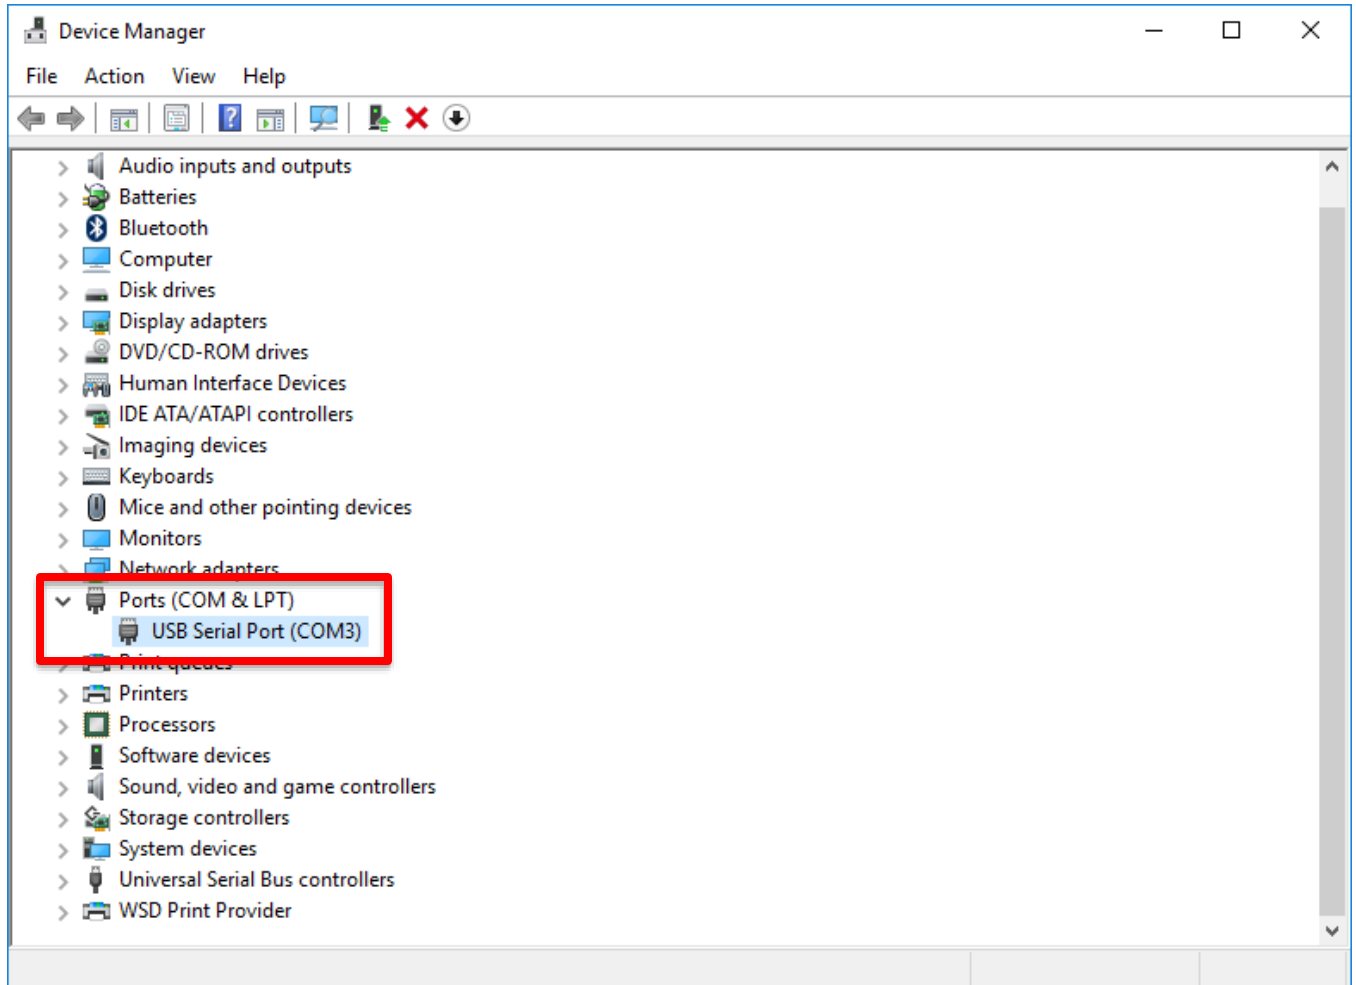 Device Manager
File Action View Help
Audio inputs and outputs
Batteries
Bluetooth
Computer
Disk drives
Display adapters
DVD/CD-ROM drives
Human Interface Devices
IDE ATA/ATAPI controllers
Imaging devices
Keyboards
Mice and other pointing devices
Monitors
Network adapters
Ports (COM & LPT)
USB Serial Port (COM3)
Print queues
Printers
Processors
Software devices
Sound, video and game controllers
Storage controllers
System devices
Universal Serial Bus controllers
WSD Print Provider